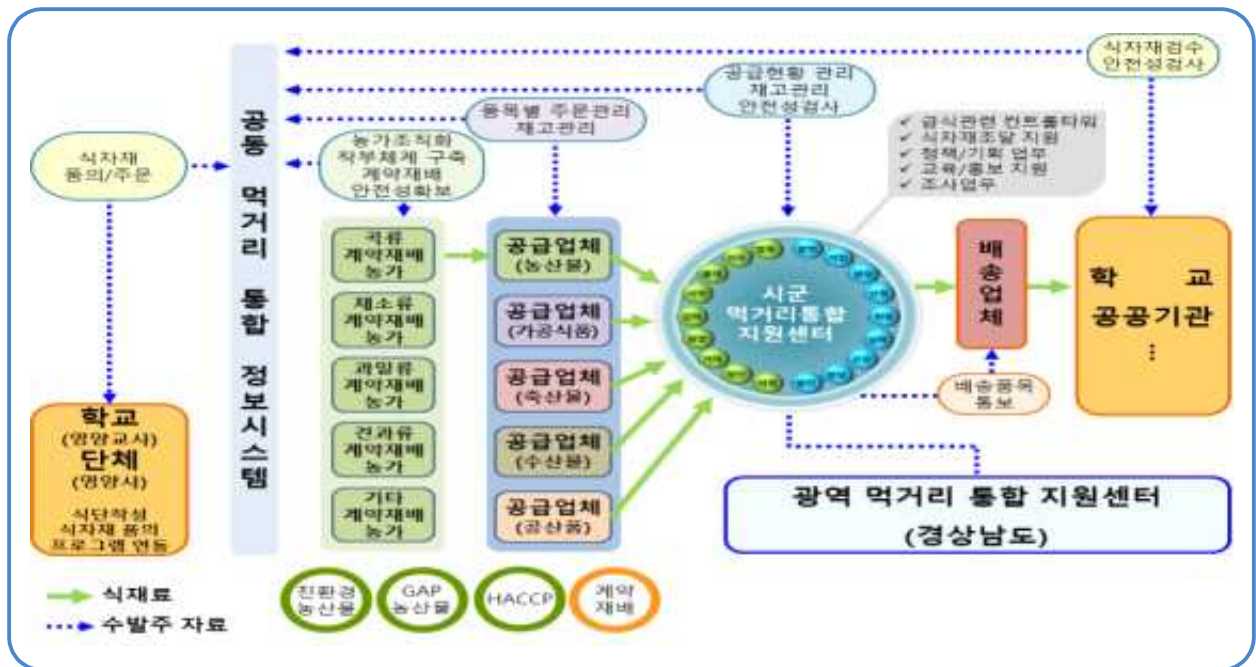 식자재검수
안전성검사
공급현황 관리
재고관리
안전성검사
품목별 주문관리
재고관리
농가조직화
작부체계 구축
계약재배
안전성확보
식자재
품의/주문
공동 먹거리 통합 정보시스템
✓ 급식관련 컨트롤타워
✓ 식자재조달 지원
✓ 정책/기획 업무
✓ 교육/홍보 지원
✓ 조사업무
곡류
계약재배
농가
채소류
계약재배
농가
과일류
계약재배
농가
견과류
계약재배
농가
기타
계약재배
농가
공급업체
(농산물)
공급업체
(가공식품)
공급업체
(축산물)
공급업체
(수산물)
공급업체
(공산품)
시군
먹거리통합
지원센터
배송업체
학 교
공공기관
⋮
배송품목
통보
학교
(영양교사)
단체
(영양사)
식단작성
식자재 품의
프로그램 연동
광역 먹거리 통합 지원센터
(경상남도)
식재료
수발주 자료
친환경
농산물
GAP
농산물
HACCP
계약
재배